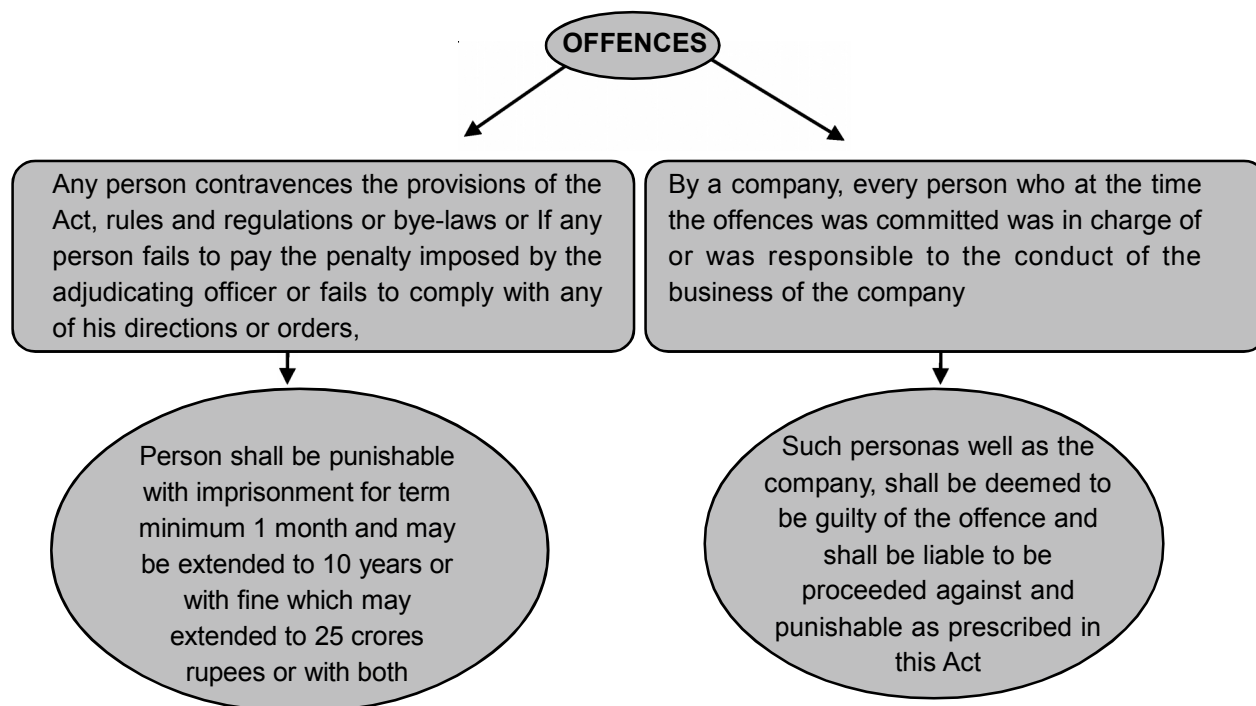 OFFENCES
Any person contravences the provisions of the
Act, rules and regulations or bye-laws or If any
person fails to pay the penalty imposed by the
adjudicating officer or fails to comply with any
of his directions or orders,
By a company, every person who at the time
the offences was committed was in charge of
or was responsible to the conduct of the
business of the company
Person shall be punishable
with imprisonment for term
minimum 1 month and may
be extended to 10 years or
with fine which may
extended to 25 crores
rupees or with both
Such personas well as the
company, shall be deemed to
be guilty of the offence and
shall be liable to be
proceeded against and
punishable as prescribed in
this Act